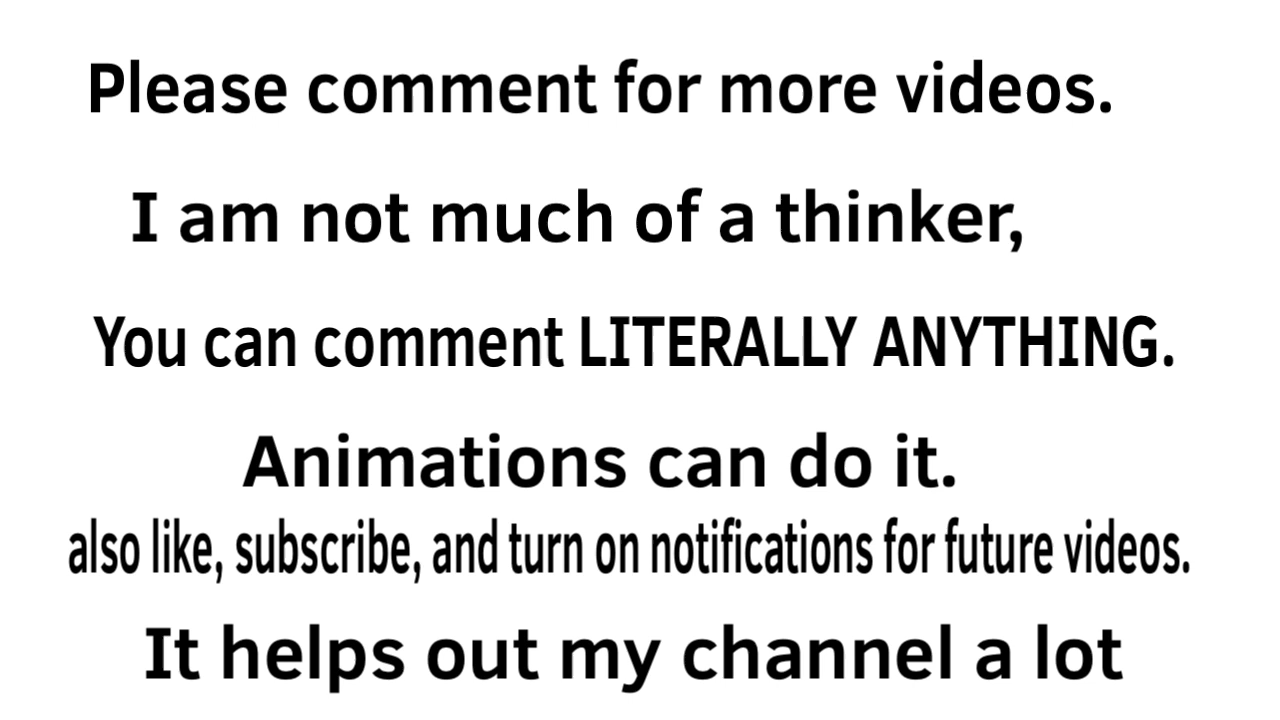 Please comment for more videos.
I am not much of a thinker,
You can comment LITERALLY ANYTHING.
Animations can do it.
also like, subscribe, and turn on notifications for future videos.
It helps out my channel a lot